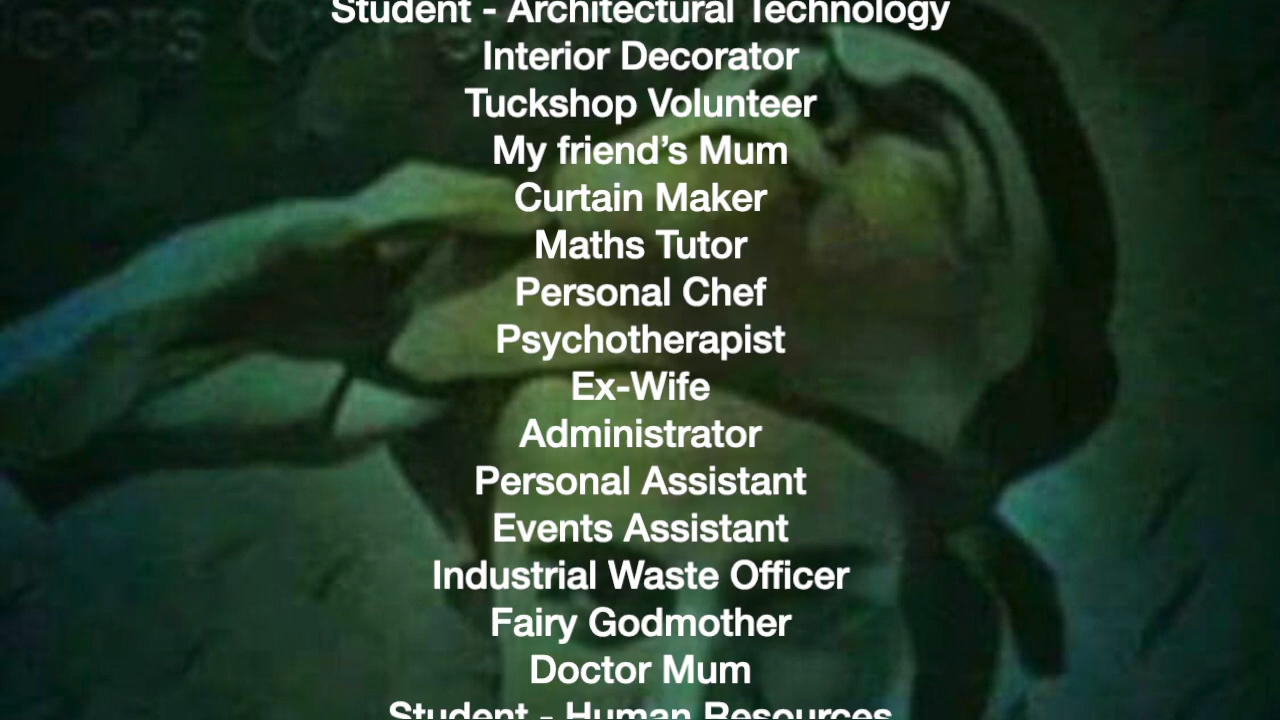 Student - Architectural Technology
Interior Decorator
Tuckshop Volunteer
My friend’s Mum
Curtain Maker
Maths Tutor
Personal Chef
Psychotherapist
Ex-Wife
Administrator
Personal Assistant
Events Assistant
Industrial Waste Officer
Fairy Godmother
Doctor Mum
Student - Human Resources